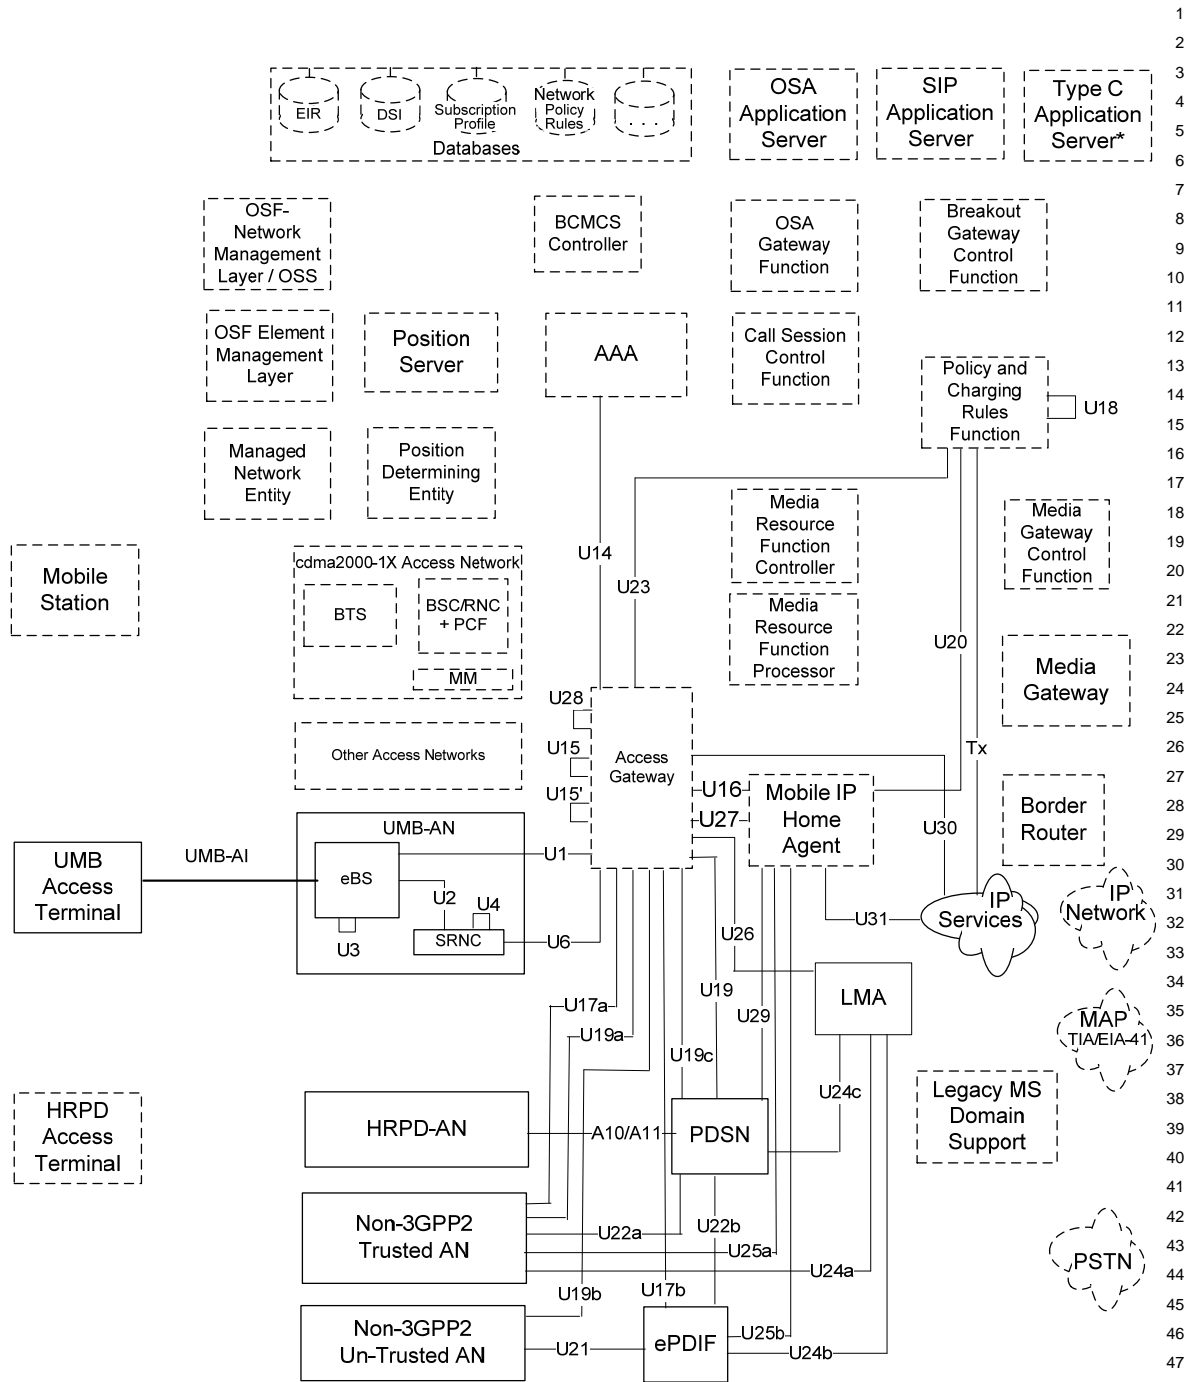 1
2
3
4
5
6
7
8
9
10
11
12
13
14
15
16
17
18
19
20
21
22
23
24
25
26
27
28
29
30
31
32
33
34
35
36
37
38
39
40
41
42
43
44
45
46
47
EIR
DSI
Subscription
Profile
Network
Policy
Rules
. . .
Databases
OSA
Application
Server
SIP
Application
Server
Type C
Application
Server*
OSF-
Network
Management
Layer / OSS
BCMCS
Controller
OSA
Gateway
Function
Breakout
Gateway
Control
Function
OSF Element
Management
Layer
Position
Server
AAA
Call Session
Control
Function
Policy and
Charging
Rules
Function
U18
Managed
Network
Entity
Position
Determining
Entity
Media
Resource
Function
Controller
Media
Gateway
Control
Function
U14
U23
Mobile
Station
cdma2000-1X Access Network
BTS
BSC/RNC
+ PCF
MM
Media
Resource
Function
Processor
U20
Media
Gateway
Other Access Networks
U28
U15
U15'
Access
Gateway
Tx
U16
U27
Mobile IP
Home
Agent
U30
Border
Router
UMB
Access
Terminal
UMB-AI
UMB-AN
eBS
U1
U2
U4
U3
SRNC
U6
U26
U31
IP
Services
IP
Network
U17a
U19a
U19
U29
LMA
MAP
TIA/EIA-41
U19c
U24c
HRPD
Access
Terminal
HRPD-AN
A10/A11
PDSN
Legacy MS
Domain
Support
Non-3GPP2
Trusted AN
U22a
U22b
U25a
U24a
PSTN
U19b
U17b
Non-3GPP2
Un-Trusted AN
U21
ePDIF
U25b
U24b